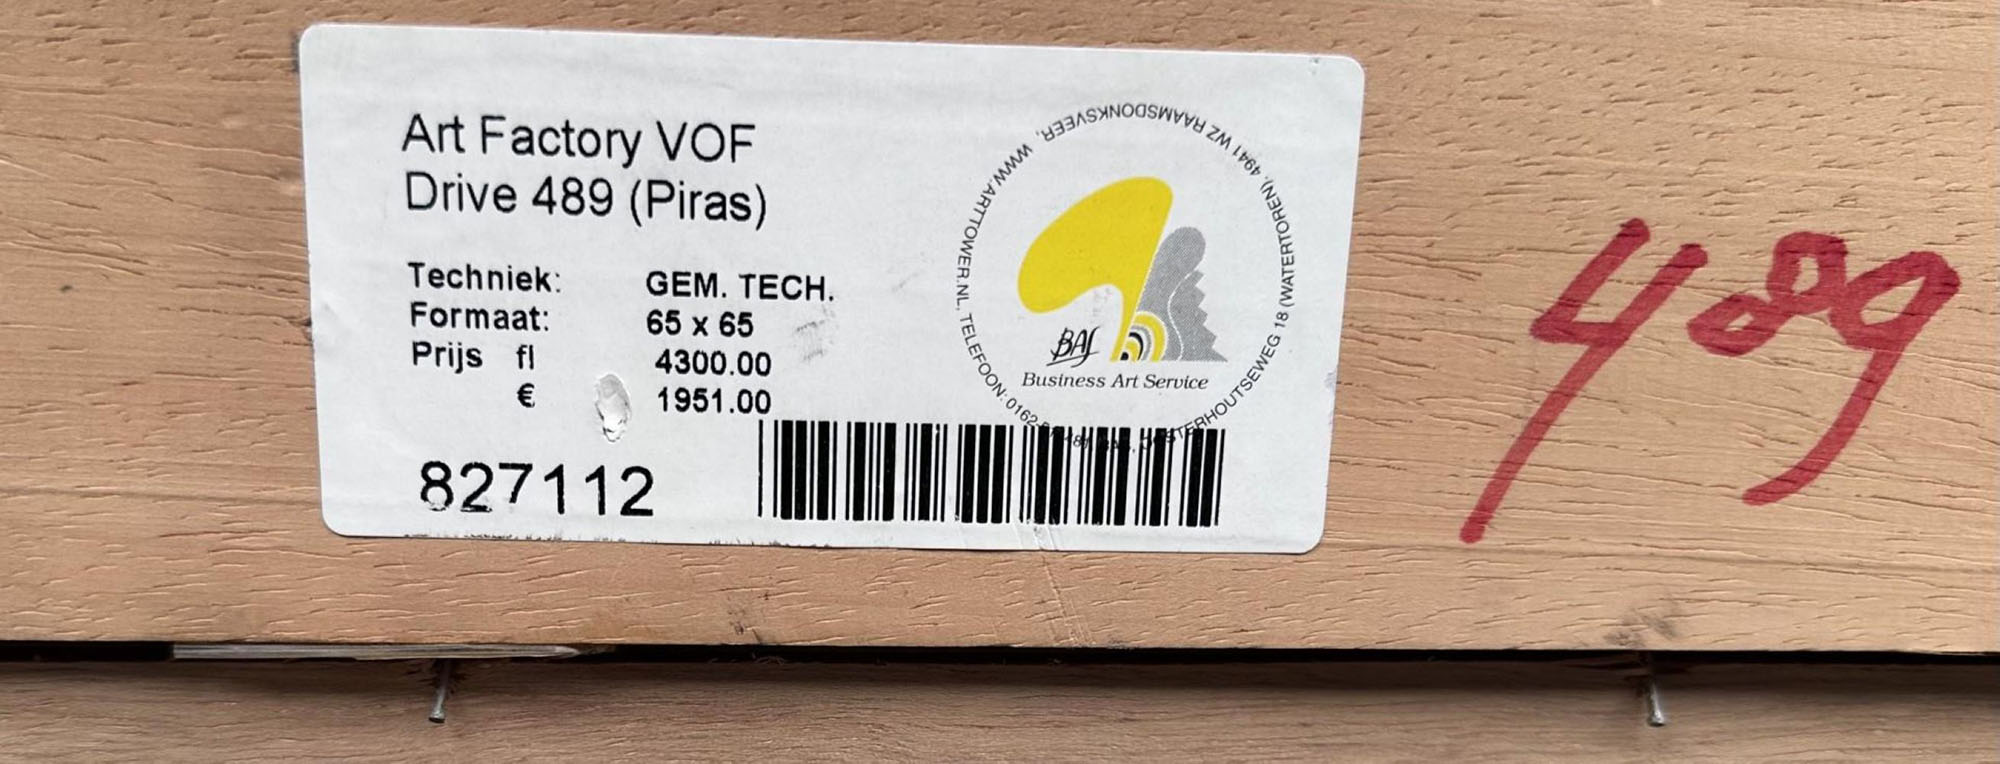 Art Factory VOF
Drive 489 (Piras)
Techniek: GEM. TECH.
Formaat: 65 x 65
Prijs fl 4300.00
€ 1951.00
827112
BAS
Business Art Service
OOSTERHOUTSEWEG 18 (WATERTOREN), 4941 WZ RAAMSDONKSVEER, WWW.ARTTOWER.NL, TELEFOON: 0162
489